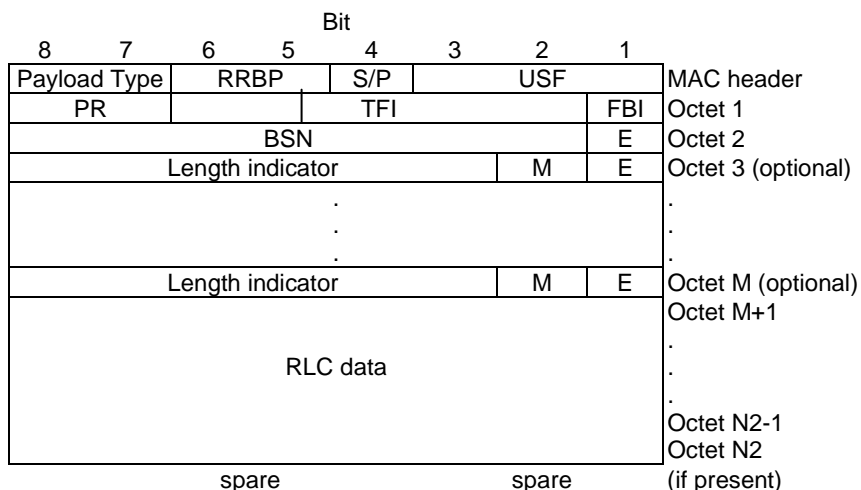 Bit
8 7 6 5 4 3 2 1
Payload Type RRBP S/P USF MAC header
PR TFI FBI Octet 1
BSN E Octet 2
Length indicator M E Octet 3 (optional)
. .
. .
. .
Length indicator M E Octet M (optional)
Octet M+1
.
RLC data .
.
Octet N2-1
Octet N2
spare spare (if present)